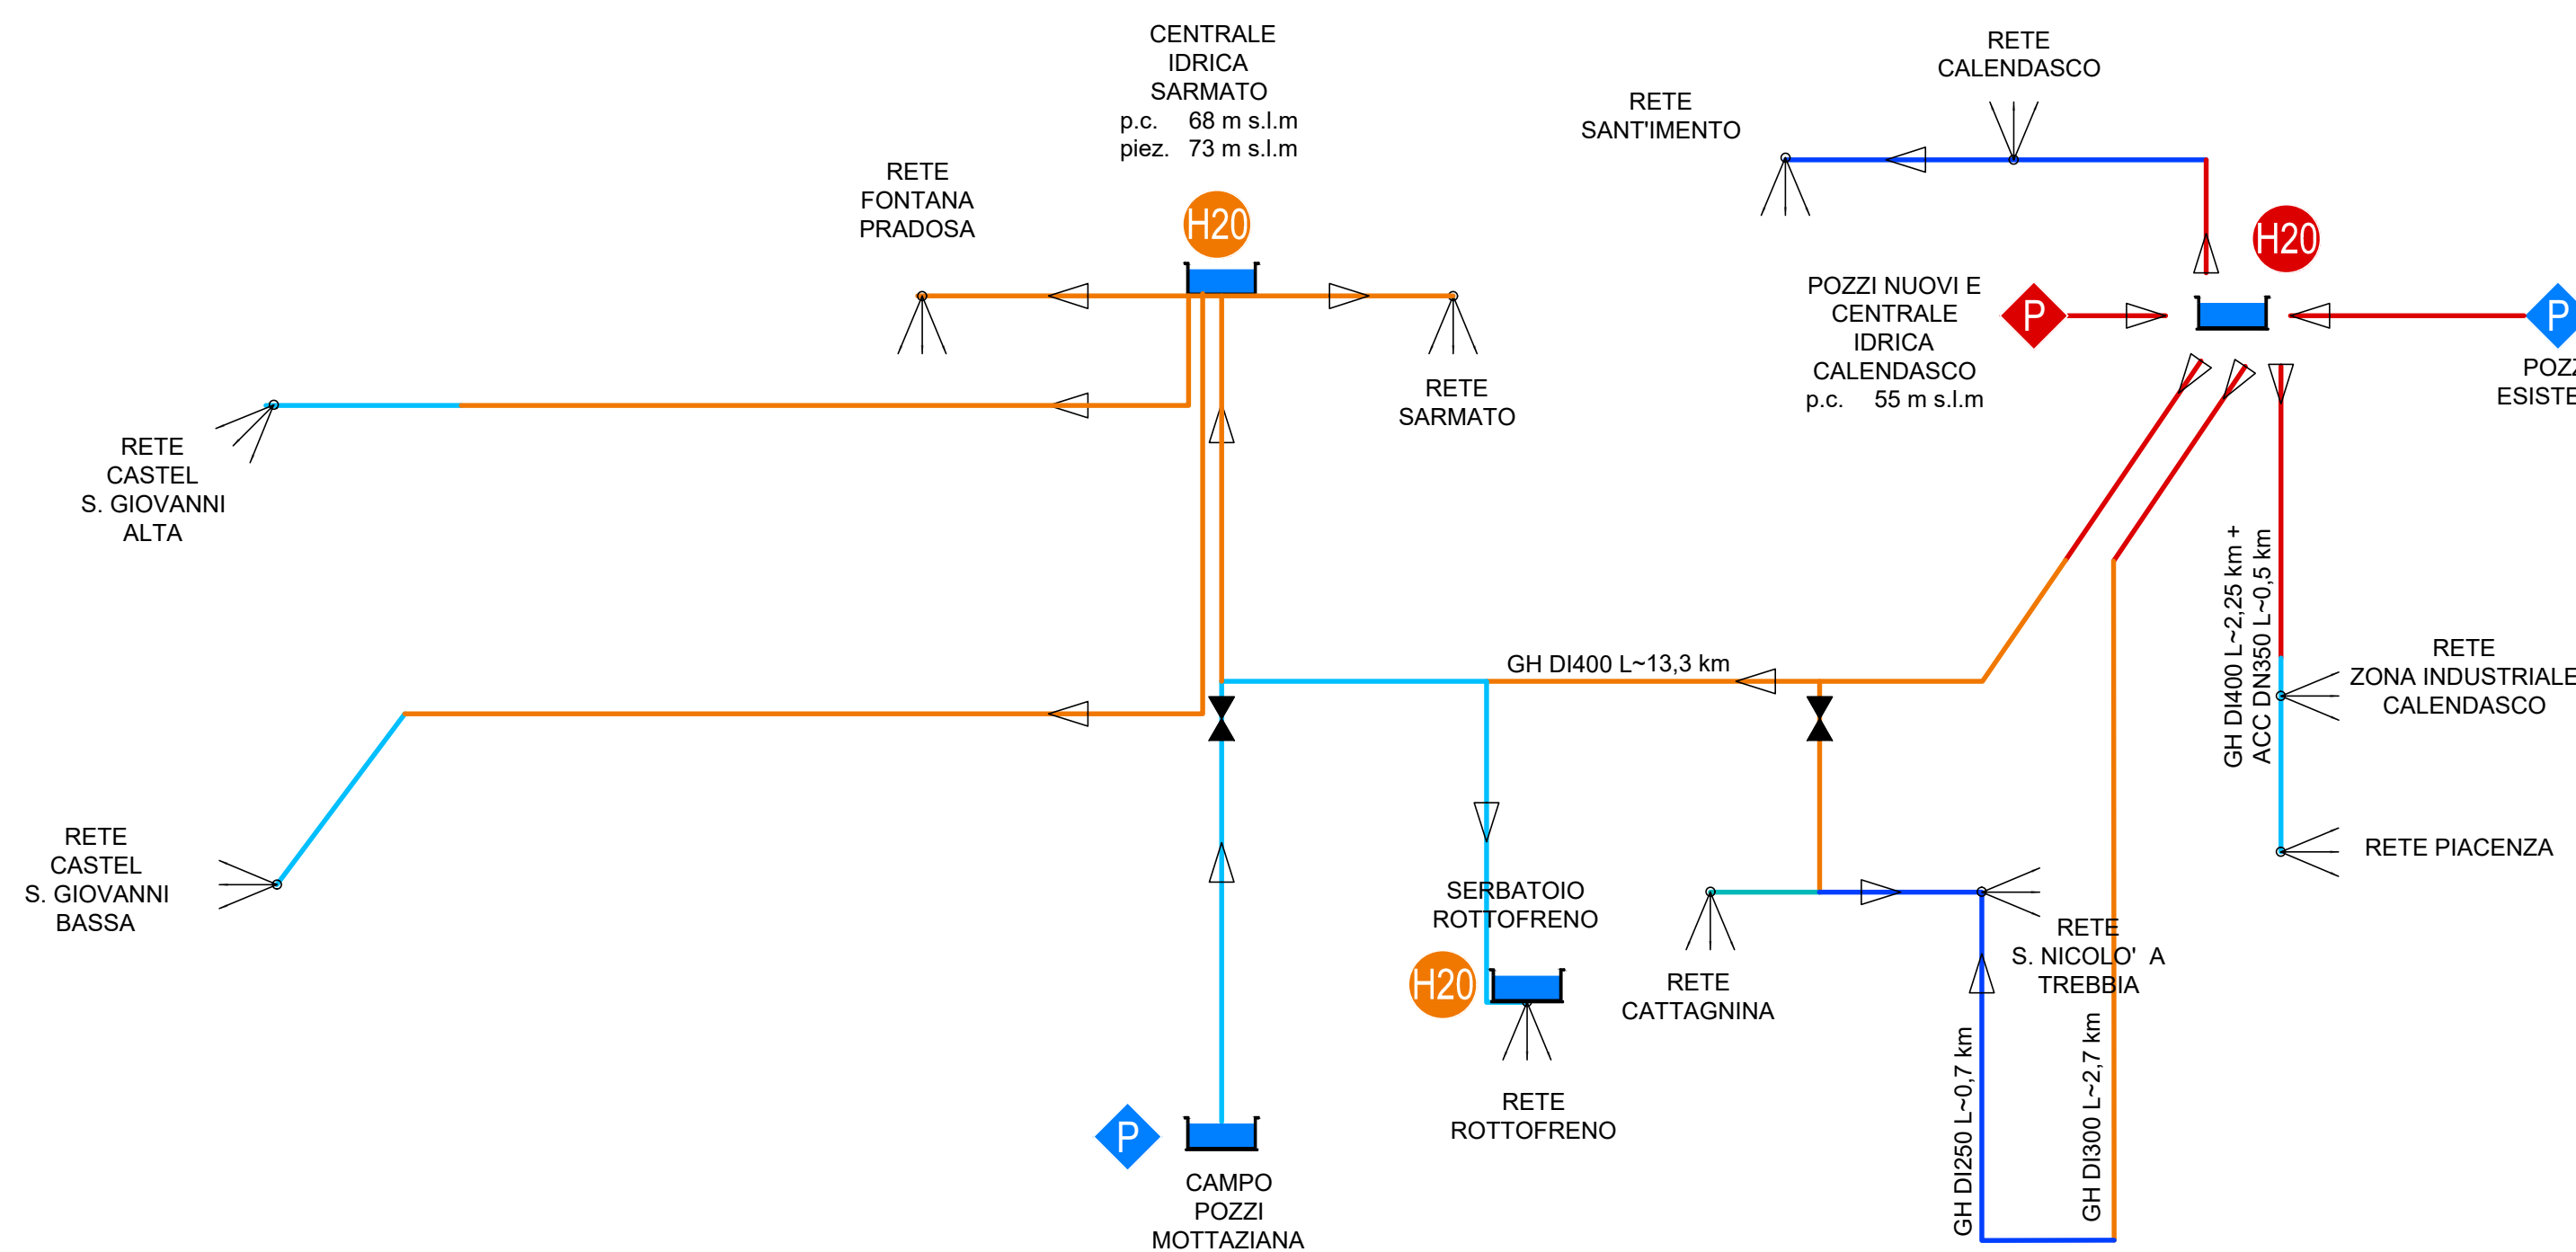 CENTRALE
IDRICA
SARMATO
p.c. 68 m s.l.m
piez. 73 m s.l.m
H20
RETE
FONTANA
PRADOSA
RETE
SARMATO
RETE
CASTEL
S. GIOVANNI
ALTA
RETE
CASTEL
S. GIOVANNI
BASSA
RETE
CALENDASCO
RETE
SANT'IMENTO
H20
POZZI NUOVI E
CENTRALE
IDRICA
CALENDASCO
p.c. 55 m s.l.m
P
P
POZZ
ESISTE
GH DI400 L~2,25 km +
ACC DN350 L~0,5 km
RETE
ZONA INDUSTRIALE
CALENDASCO
RETE PIACENZA
GH DI400 L~13,3 km
SERBATOIO
ROTTOFRENO
H20
RETE
ROTTOFRENO
RETE
CATTAGNINA
RETE
S. NICOLO' A
TREBBIA
GH DI250 L~0,7 km
GH DI300 L~2,7 km
P
CAMPO
POZZI
MOTTAZIANA